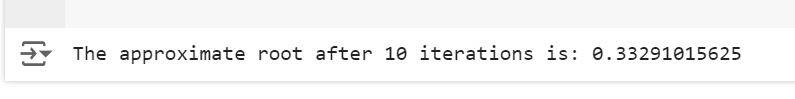 The approximate root after 10 iterations is: 0.33291015625